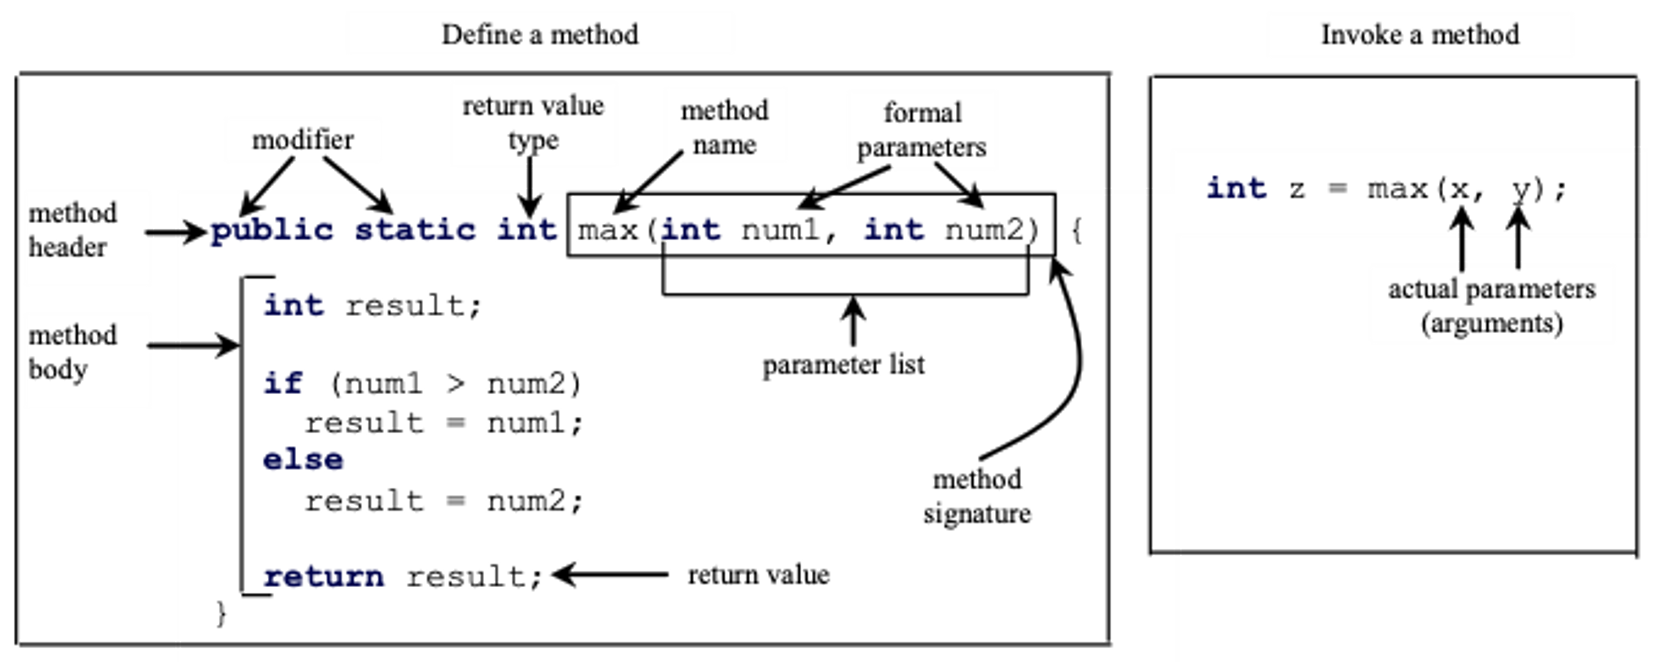 Define a method
Invoke a method
return value
type
method
name
formal
parameters
modifier
method
header
public static int max(int num1, int num2) {
int z = max(x, y);
actual parameters
(arguments)
method
body
int result;
parameter list
if (num1 > num2)
result = num1;
else
result = num2;
method
signature
return result;
return value
}